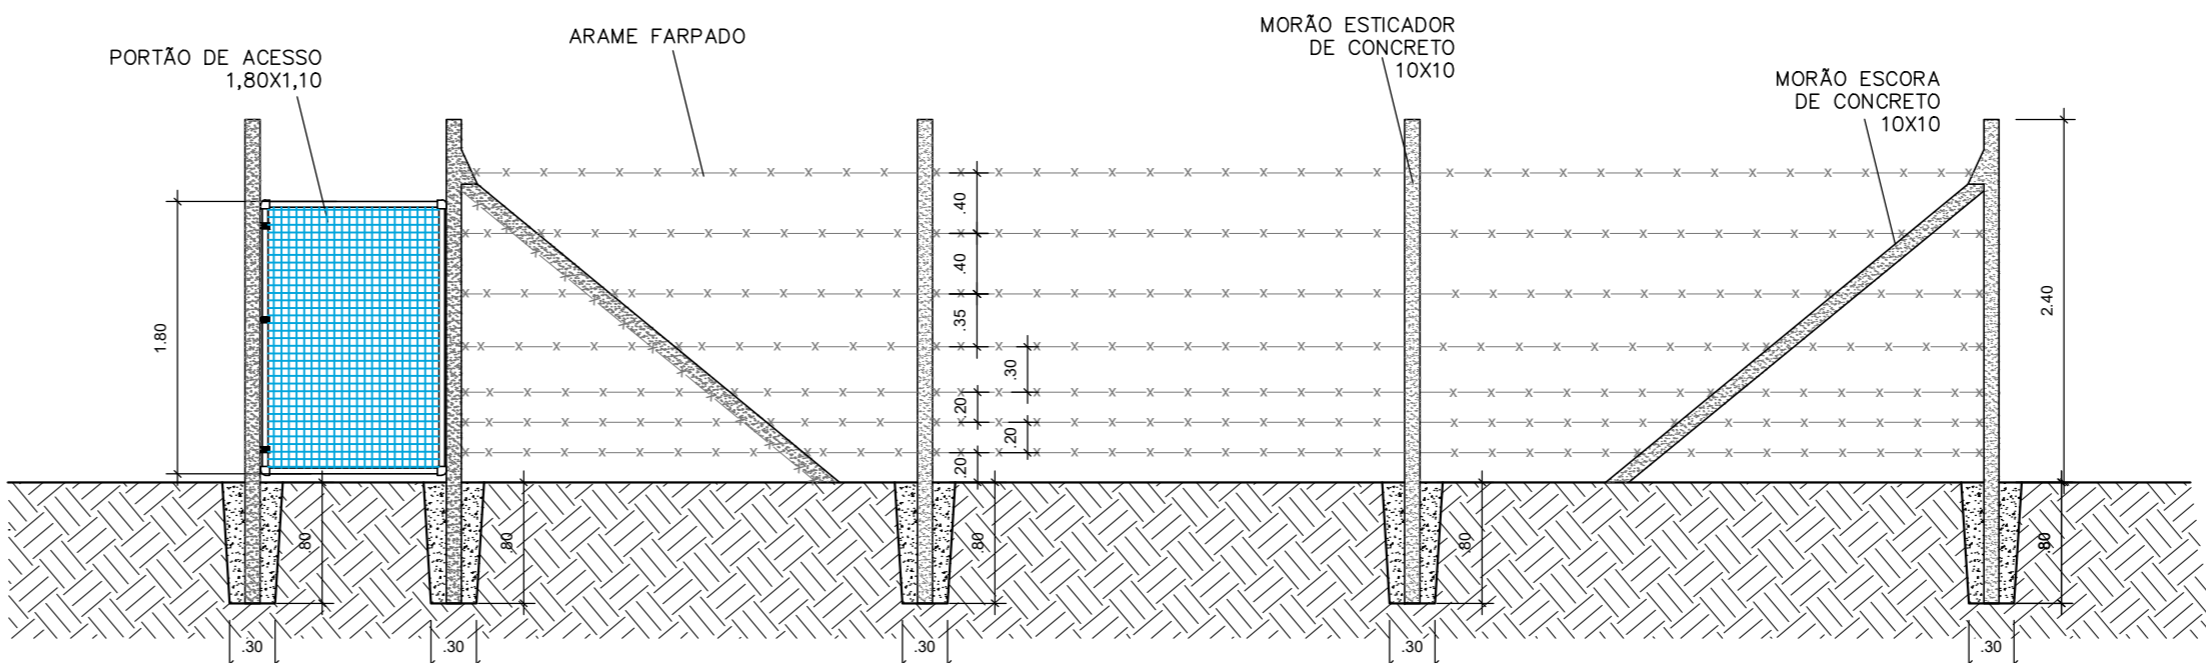 ARAME FARPADO
MORÃO ESTICADOR
DE CONCRETO
10X10
PORTÃO DE ACESSO
1,80X1,10
MORÃO ESCORA
DE CONCRETO
10X10
.40
.40
.35
.30
.20
.20
.20
1.80
2.40
.80
.80
.80
.80
.80
.30
.30
.30
.30
.30